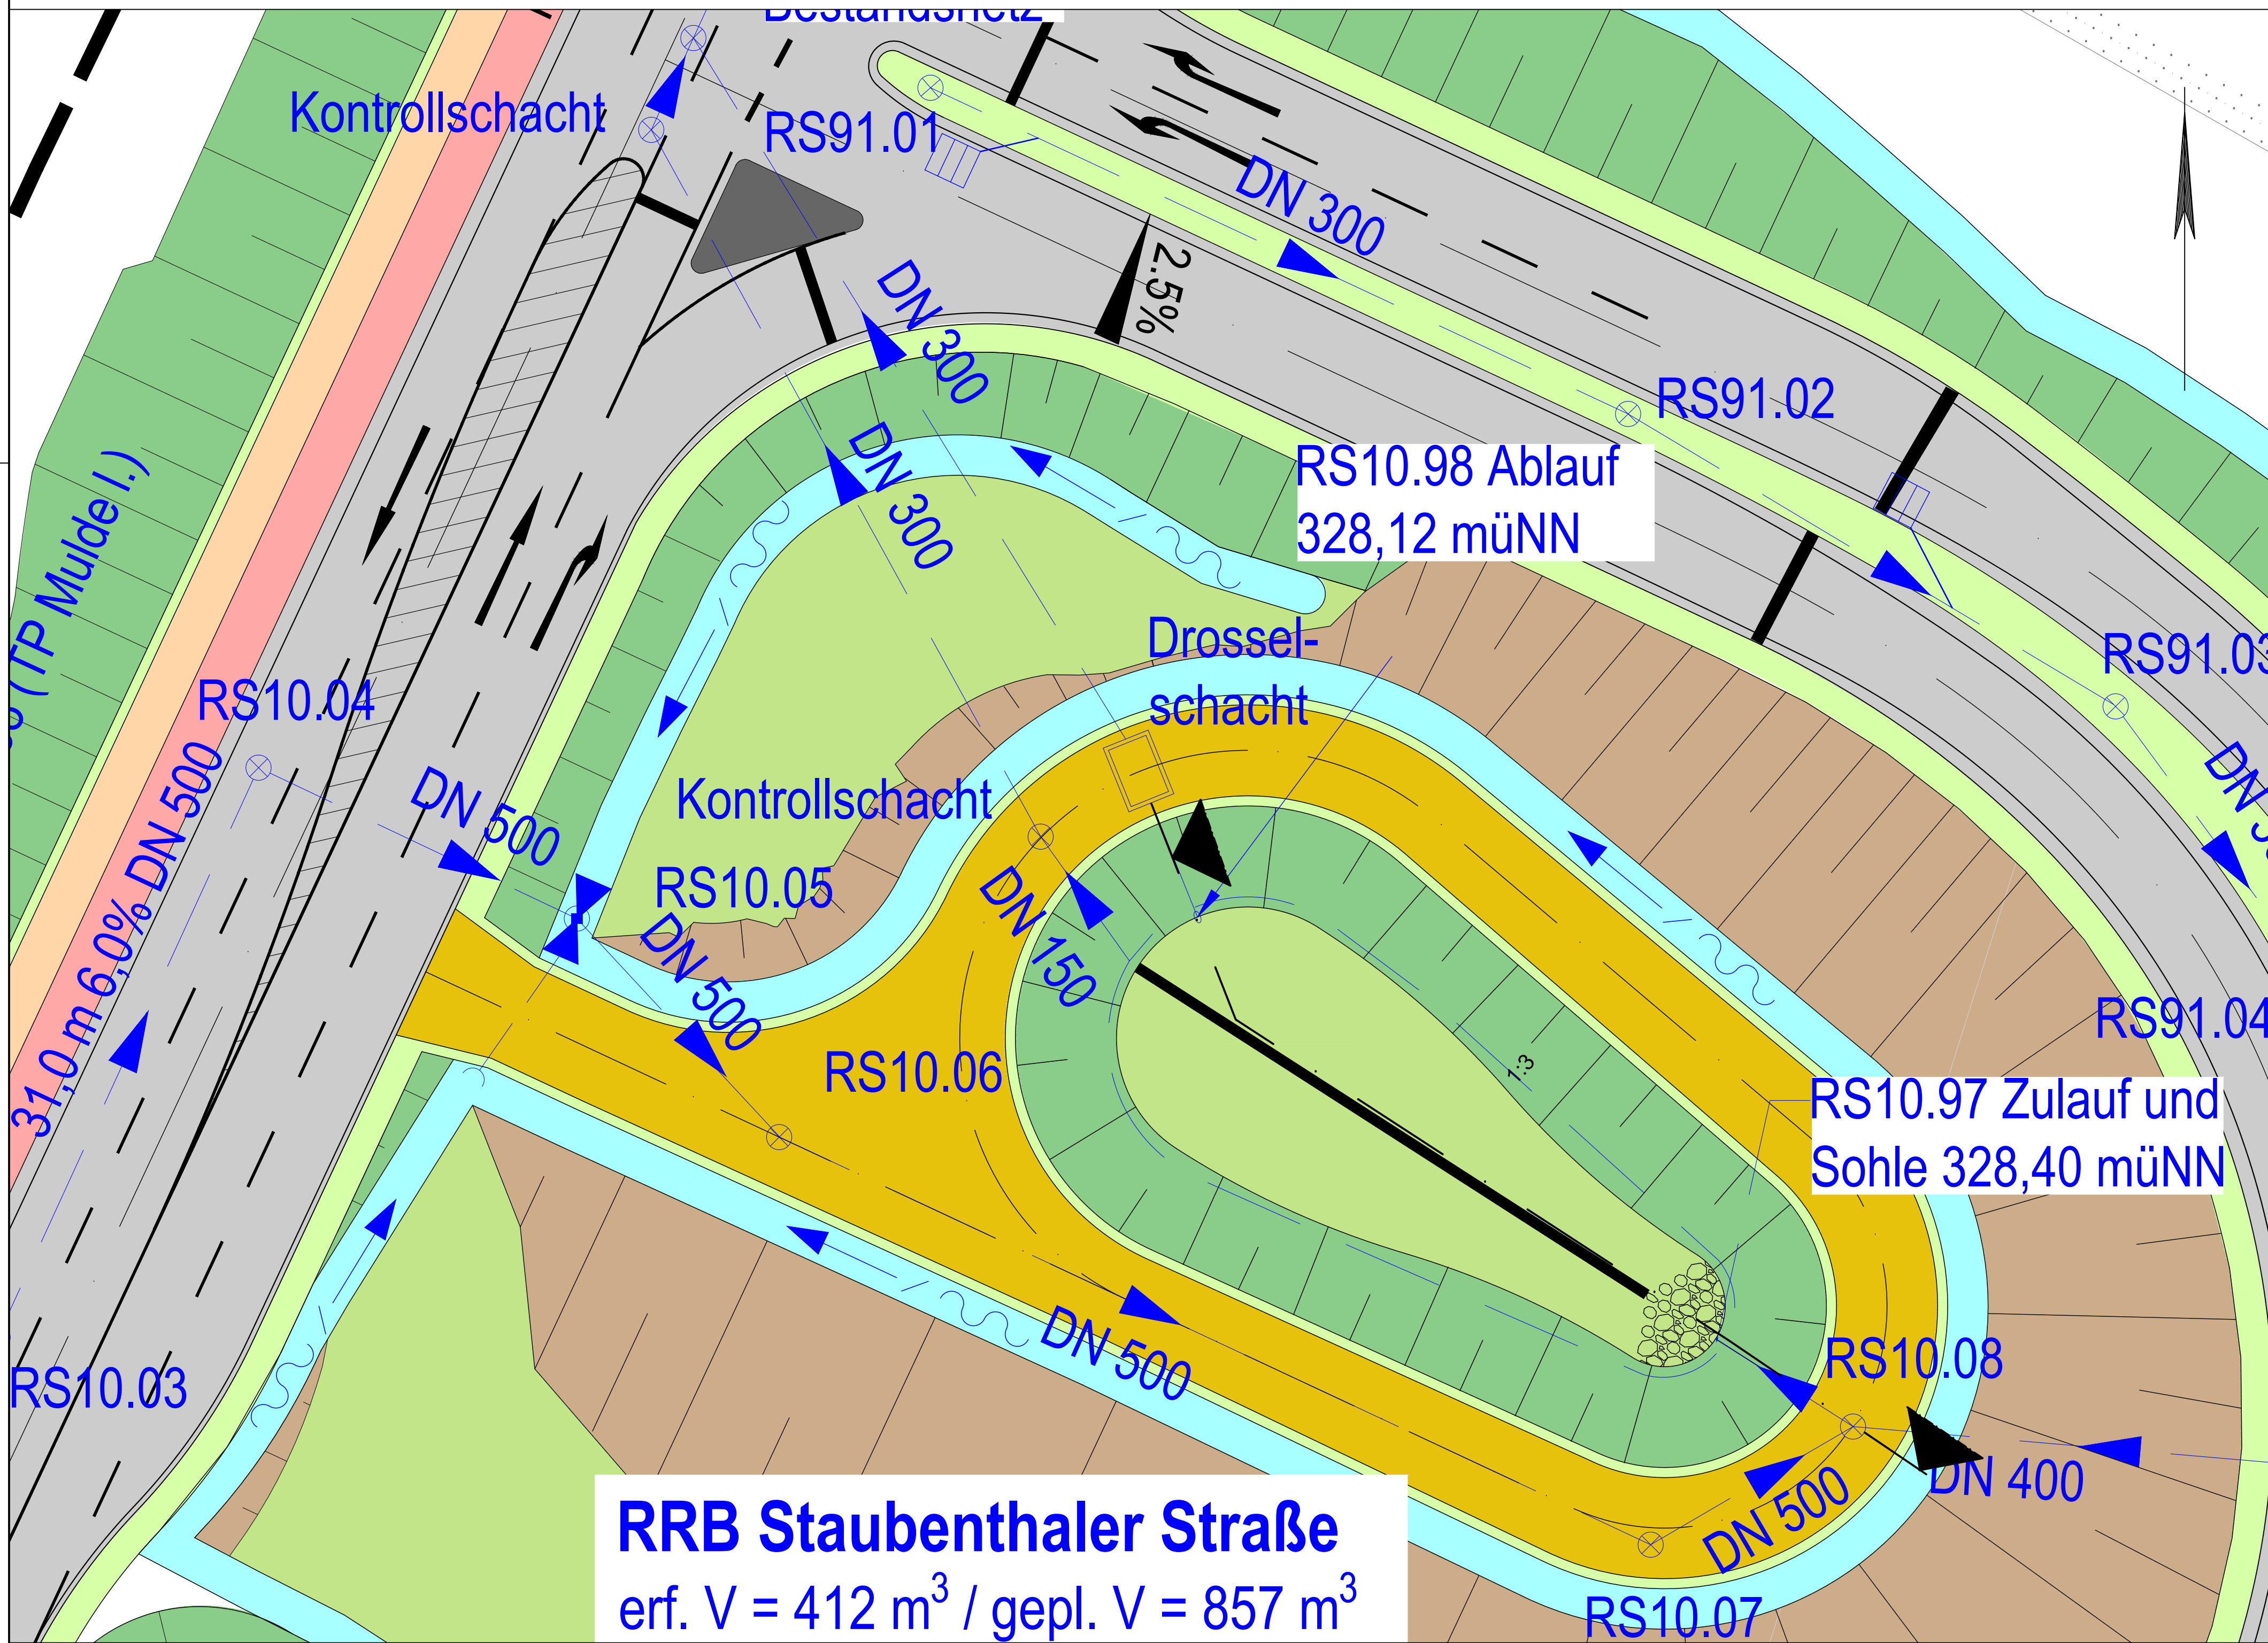 Bestandsnetz
Kontrollschacht
RS91.01
DN 300
2.5%
DN 300
RS91.02
DN 300
RS10.98 Ablauf
328,12 müNN
(TP Mulde l.)
Drossel-
schacht
RS91.03
RS10.04
DN 500
Kontrollschacht
RS10.05
31,0 m 6,0% DN 500
DN 500
DN 150
RS91.04
RS10.06
1:3
RS10.97 Zulauf und
Sohle 328,40 müNN
RS10.03
DN 500
RS10.08
DN 400
DN 500
RS10.07
RRB Staubenthaler Straße
erf. V = 412 m³ / gepl. V = 857 m³